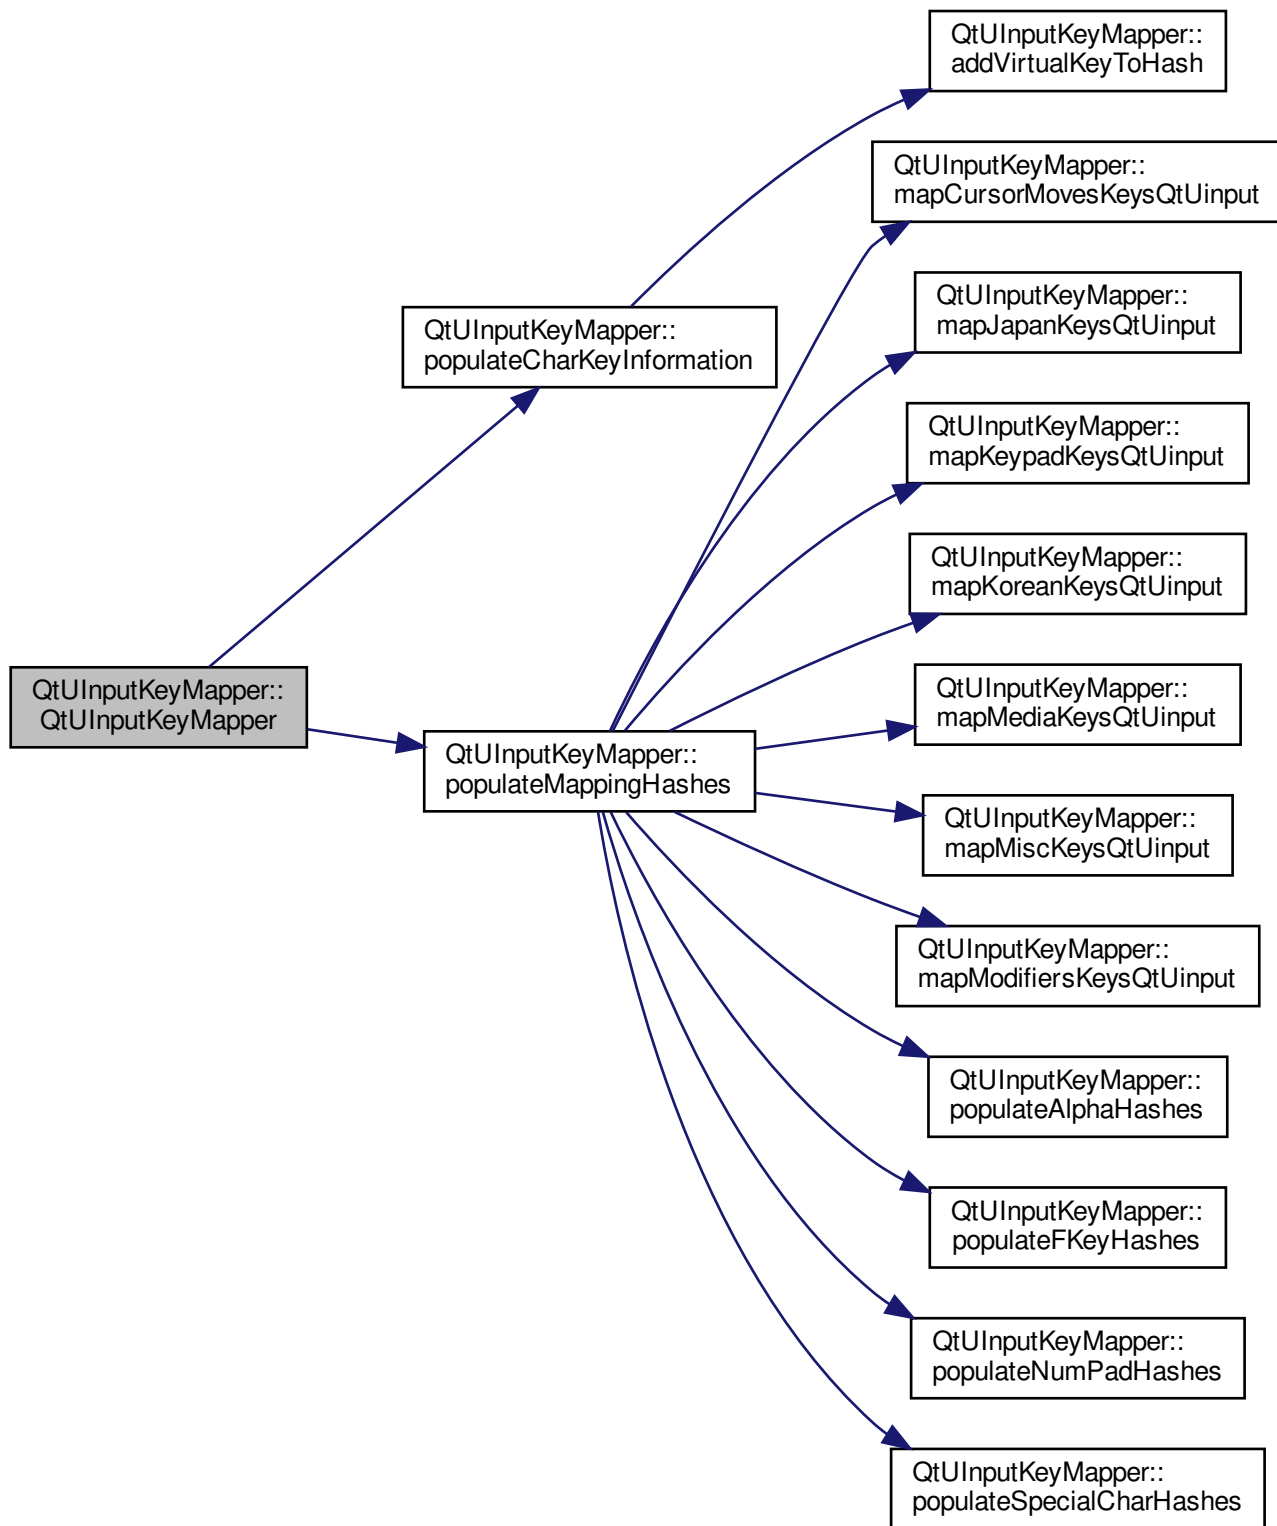 QtUInputKeyMapper::
addVirtualKeyToHash
QtUInputKeyMapper::
mapCursorMovesKeysQtUinput
QtUInputKeyMapper::
mapJapanKeysQtUinput
QtUInputKeyMapper::
populateCharKeyInformation
QtUInputKeyMapper::
mapKeypadKeysQtUinput
QtUInputKeyMapper::
mapKoreanKeysQtUinput
QtUInputKeyMapper::
QtUInputKeyMapper
QtUInputKeyMapper::
mapMediaKeysQtUinput
QtUInputKeyMapper::
populateMappingHashes
QtUInputKeyMapper::
mapMiscKeysQtUinput
QtUInputKeyMapper::
mapModifiersKeysQtUinput
QtUInputKeyMapper::
populateAlphaHashes
QtUInputKeyMapper::
populateFKeyHashes
QtUInputKeyMapper::
populateNumPadHashes
QtUInputKeyMapper::
populateSpecialCharHashes